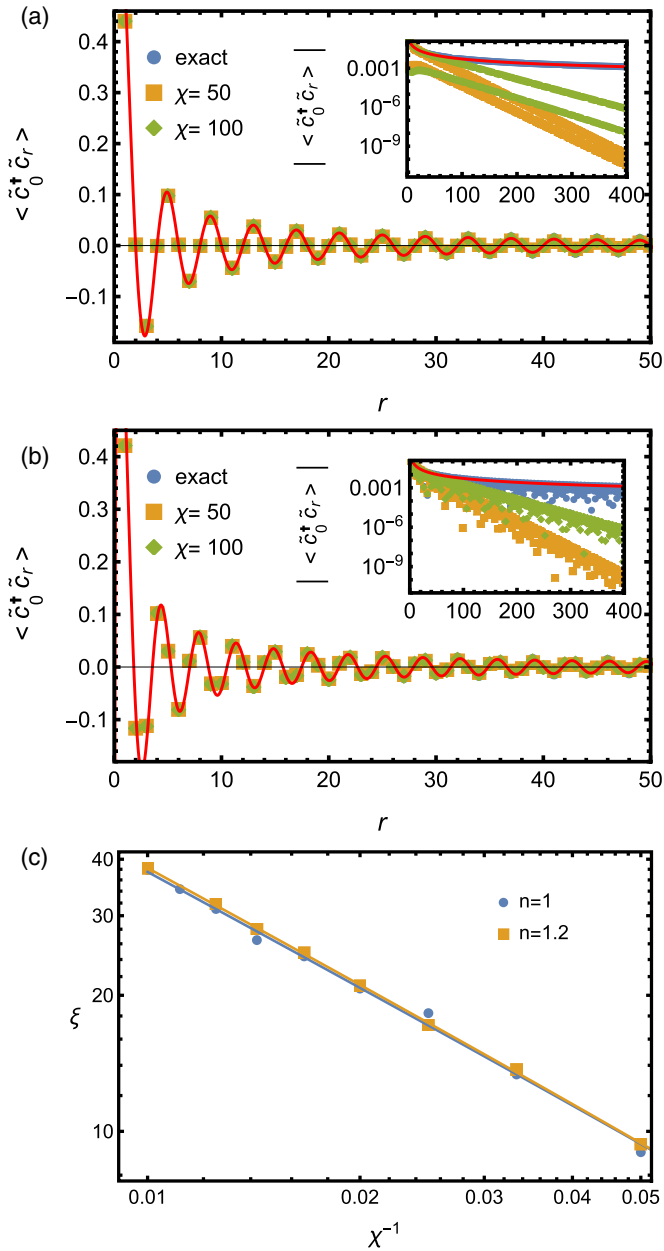 (a)
0.4
0.3
0.2
0.1
0.0
−0.1
< c̃₀† c̃ᵣ >
exact
χ= 50
χ= 100
| < c̃₀† c̃ᵣ > |
0.001
10⁻⁶
10⁻⁹
0 100 200 300 400
0 10 20 30 40 50
r
(b)
0.4
0.3
0.2
0.1
0.0
−0.1
< c̃₀† c̃ᵣ >
exact
χ= 50
χ= 100
| < c̃₀† c̃ᵣ > |
0.001
10⁻⁶
10⁻⁹
0 100 200 300 400
0 10 20 30 40 50
r
(c)
40
30
20
10
ξ
n=1
n=1.2
0.01 0.02 0.03 0.04 0.05
χ⁻¹